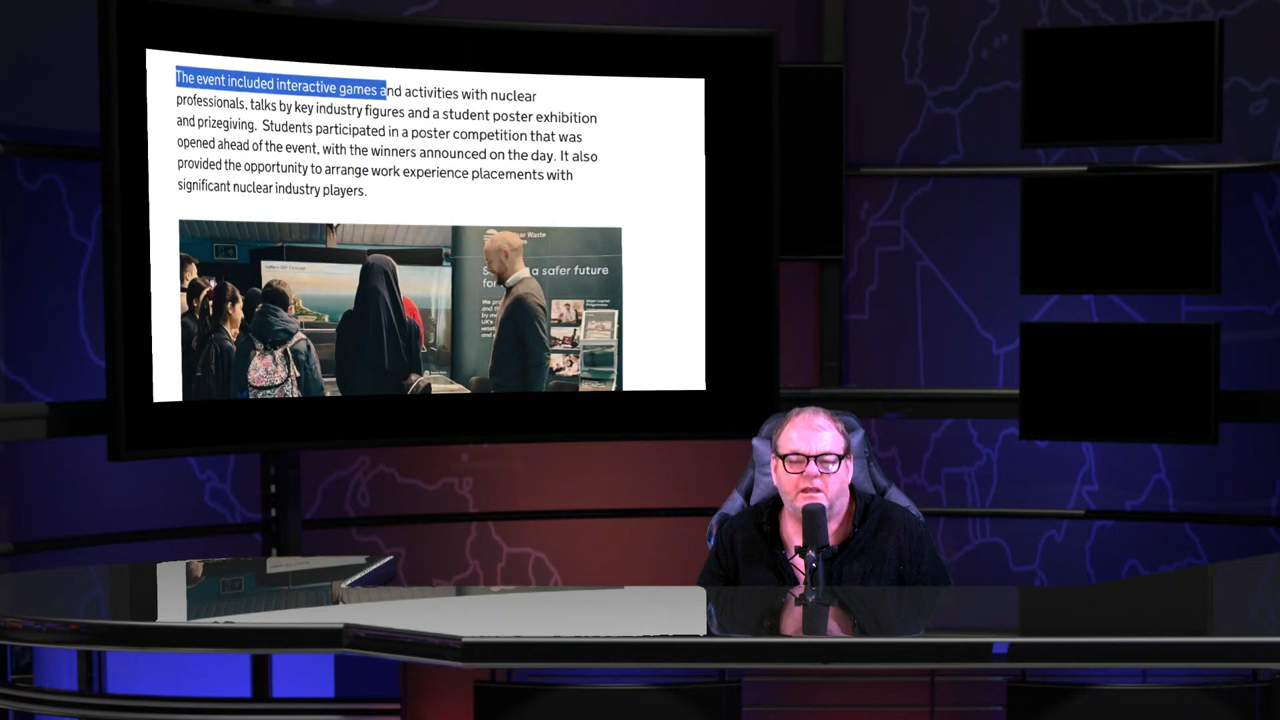 The event included interactive games and activities with nuclear
professionals, talks by key industry figures and a student poster exhibition
and prizegiving. Students participated in a poster competition that was
opened ahead of the event, with the winners announced on the day. It also
provided the opportunity to arrange work experience placements with
significant nuclear industry players.
Waste
a safer future
for